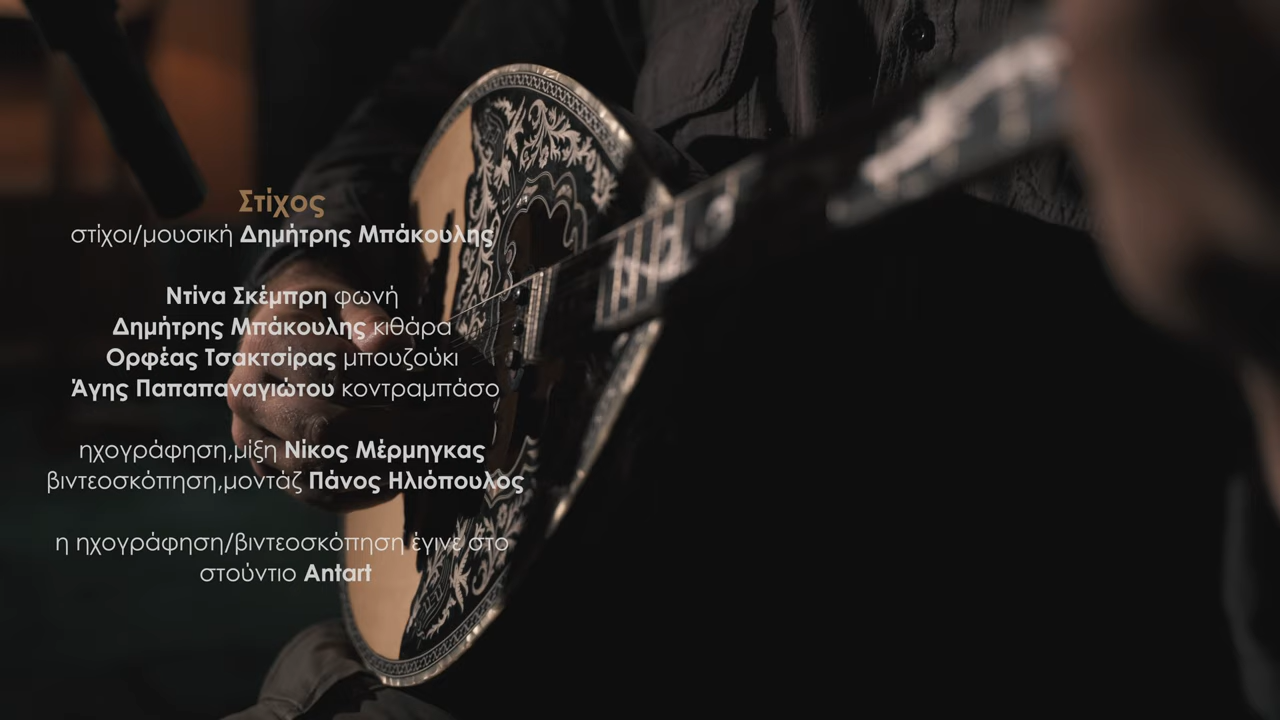 Στίχος
στίχοι/μουσική Δημήτρης Μπάκουλης
Ντίνα Σκέμπρη φωνή
Δημήτρης Μπάκουλης κιθάρα
Ορφέας Τσακτσίρας μπουζούκι
Άγης Παπαπαναγιώτου κοντραμπάσο
ηχογράφηση,μίξη Νίκος Μέρμηγκας
βιντεοσκόπηση,μοντάζ Πάνος Ηλιόπουλος
η ηχογράφηση/βιντεοσκόπηση έγινε στο
στούντιο Antart